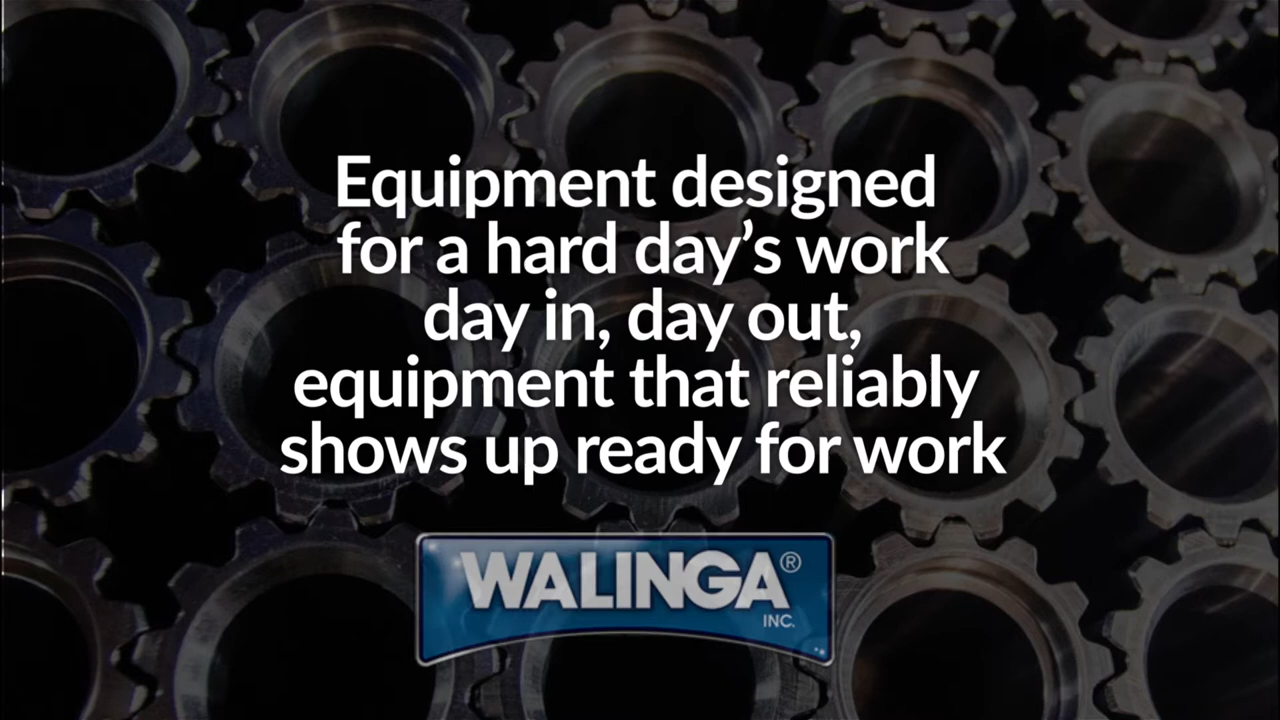 Equipment designed
for a hard day’s work
day in, day out,
equipment that reliably
shows up ready for work
WALINGA®
INC.